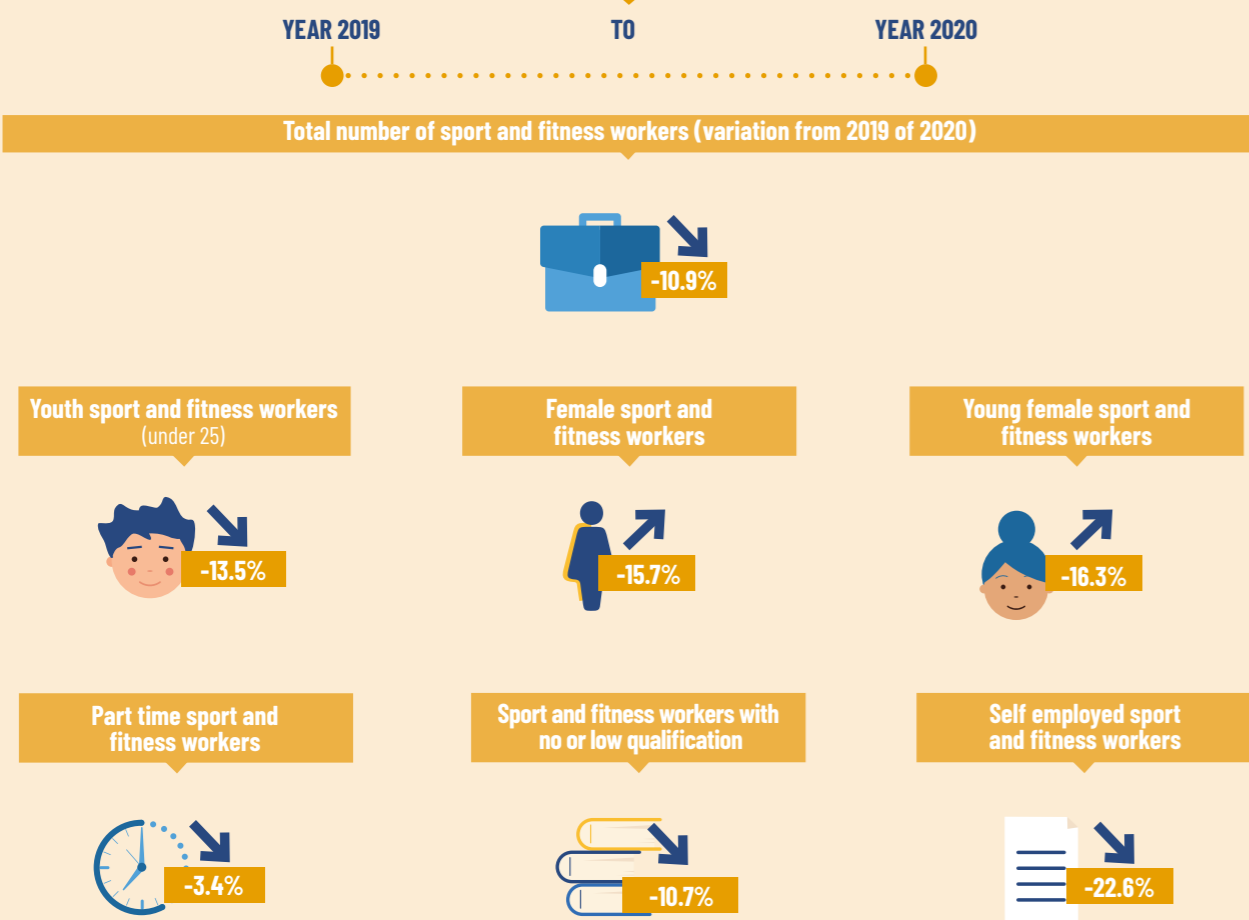 YEAR 2019
TO
YEAR 2020
Total number of sport and fitness workers (variation from 2019 of 2020)
-10.9%
Youth sport and fitness workers
(under 25)
-13.5%
Female sport and
fitness workers
-15.7%
Young female sport and
fitness workers
-16.3%
Part time sport and
fitness workers
-3.4%
Sport and fitness workers with
no or low qualification
-10.7%
Self employed sport
and fitness workers
-22.6%